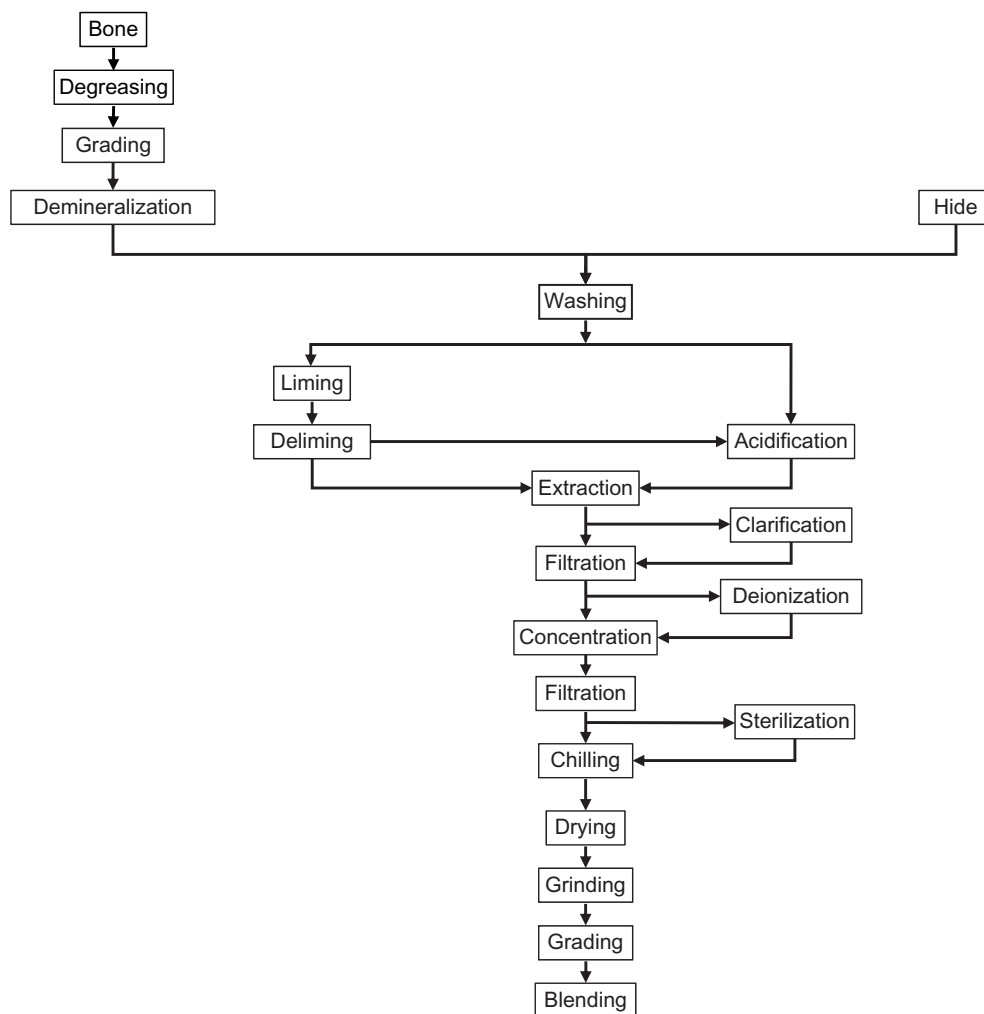 Bone
Degreasing
Grading
Demineralization
Hide
Washing
Liming
Deliming
Acidification
Extraction
Clarification
Filtration
Deionization
Concentration
Filtration
Sterilization
Chilling
Drying
Grinding
Grading
Blending